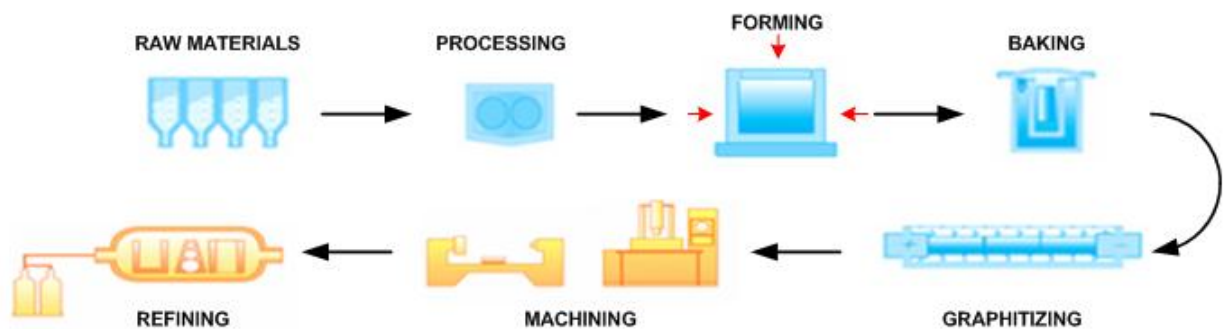 RAW MATERIALS
PROCESSING
FORMING
BAKING
GRAPHITIZING
MACHINING
REFINING